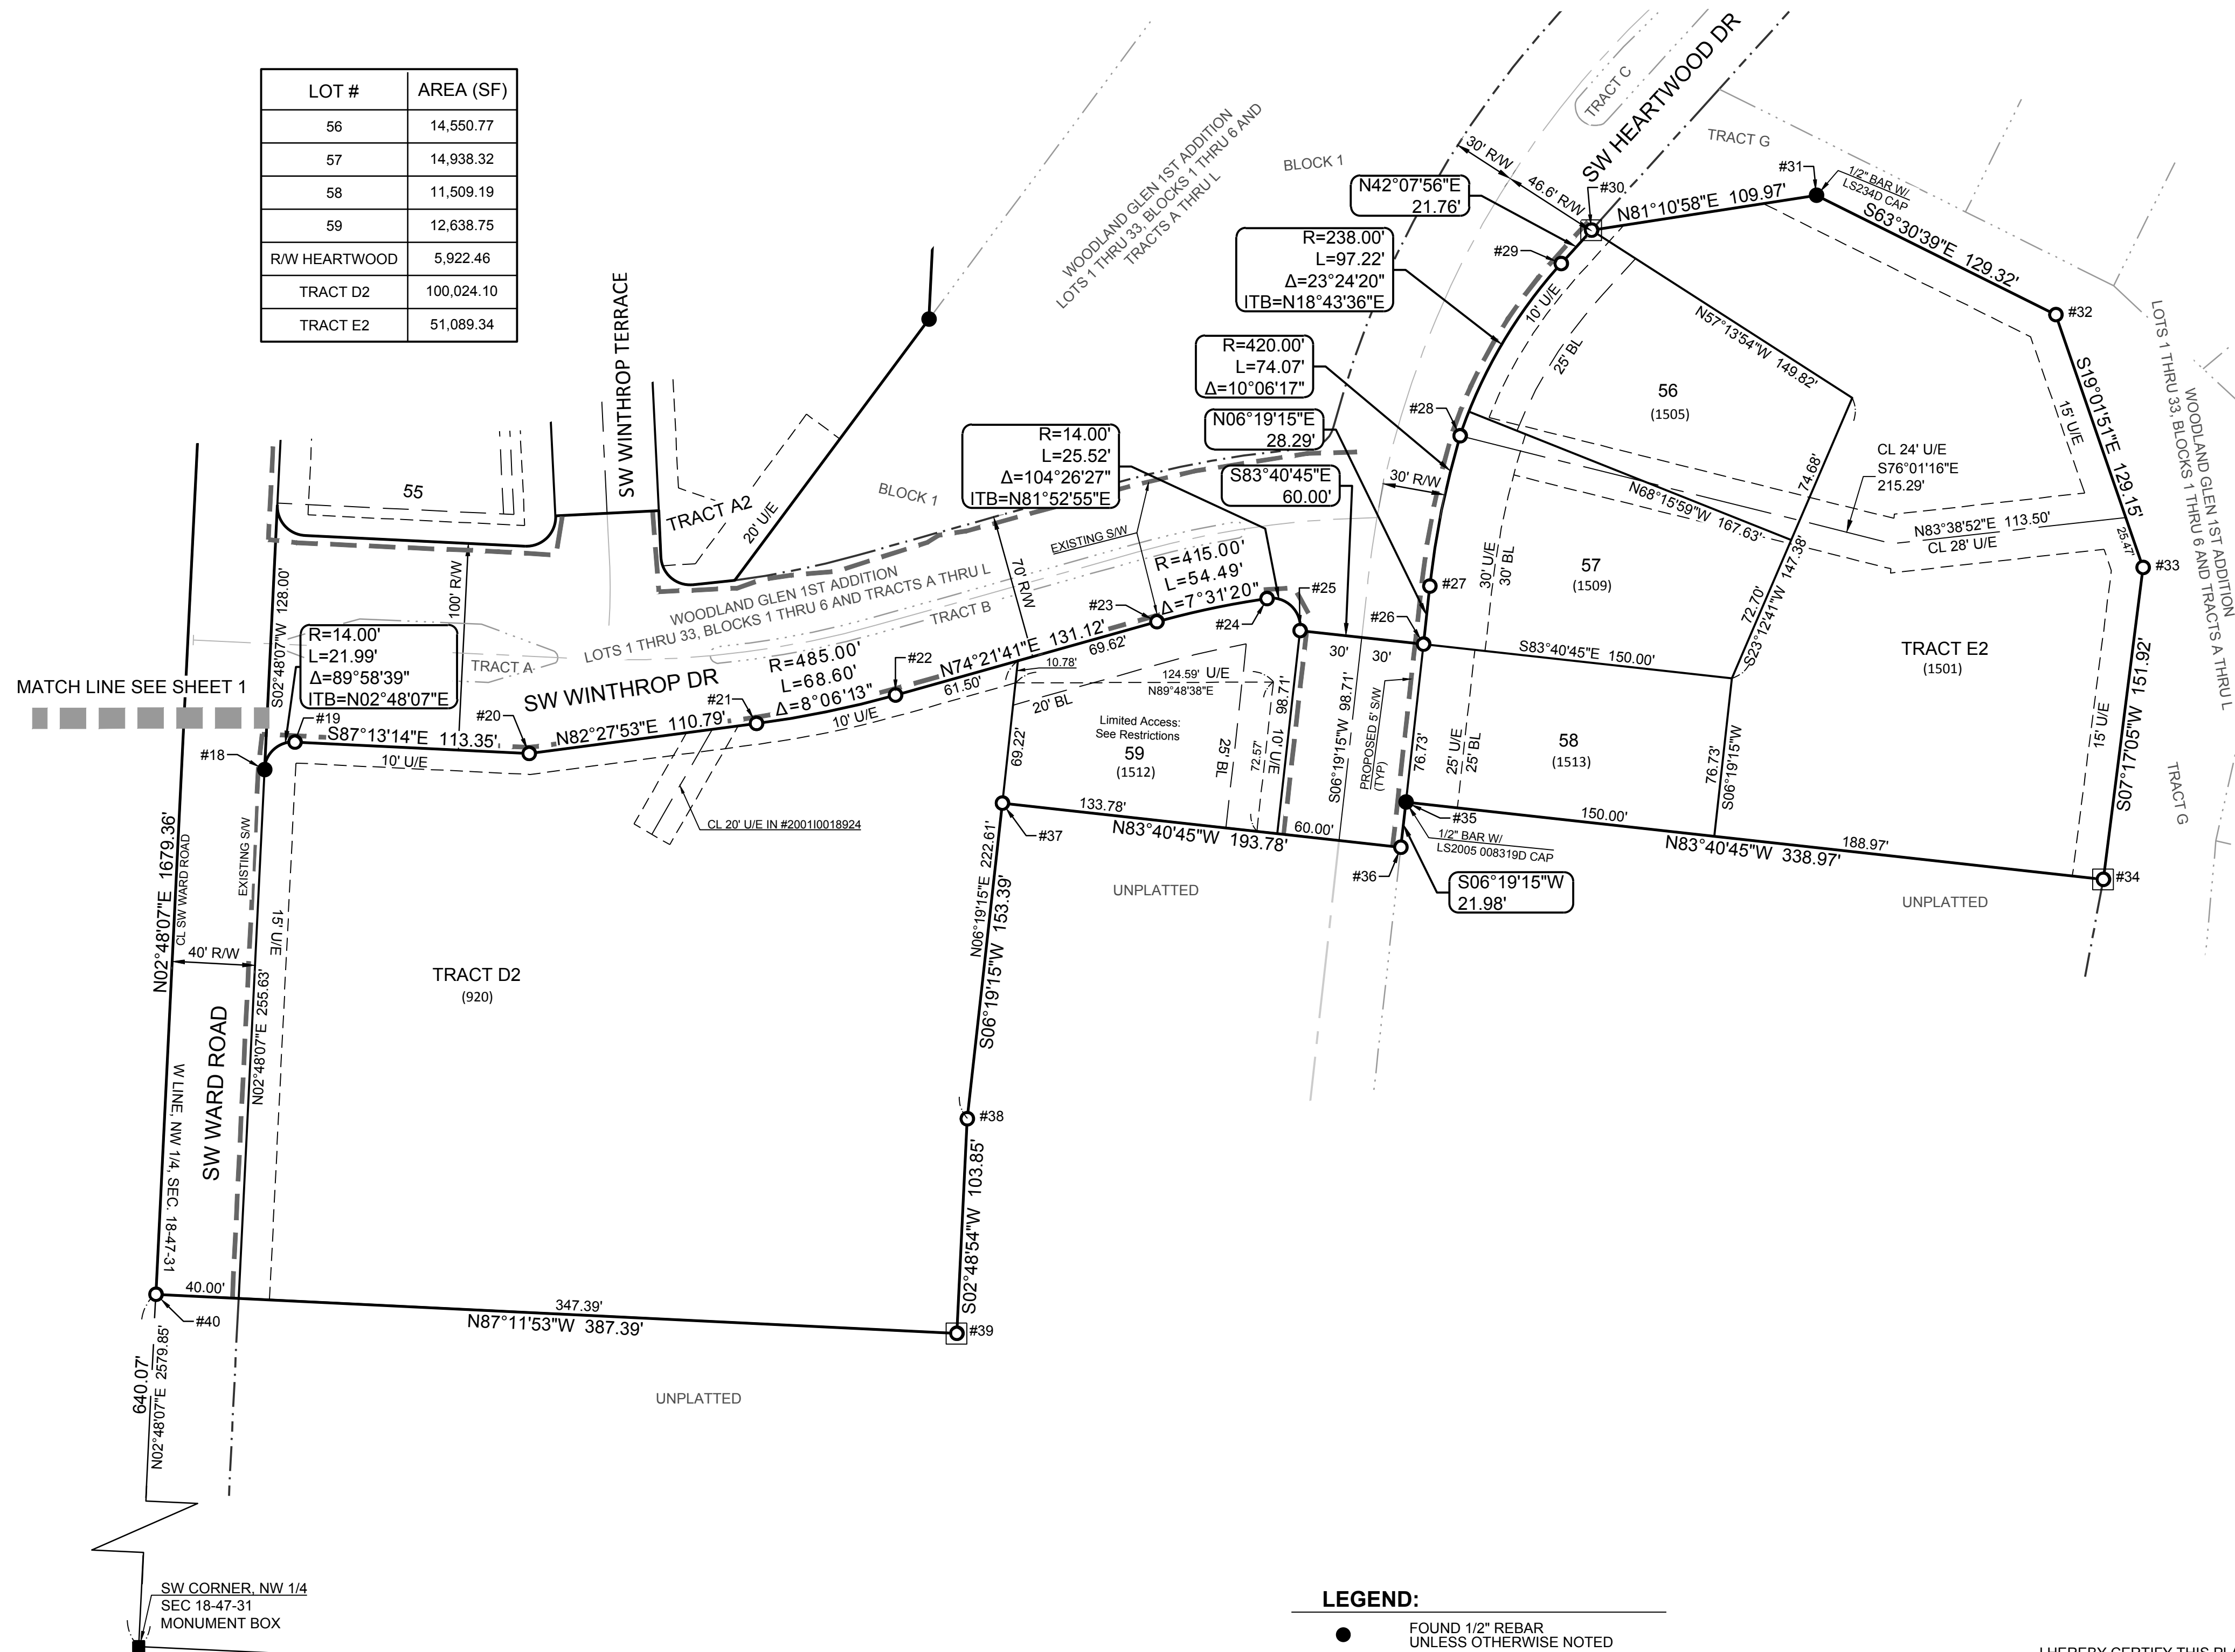 LOT # AREA (SF)
56 14,550.77
57 14,938.32
58 11,509.19
59 12,638.75
R/W HEARTWOOD 5,922.46
TRACT D2 100,024.10
TRACT E2 51,089.34
SW WINTHROP TERRACE
55
TRACT A2
20' U/E
WOODLAND GLEN 1ST ADDITION
LOTS 1 THRU 33, BLOCKS 1 THRU 6 AND
TRACTS A THRU L
BLOCK 1
BLOCK 1
TRACT C
SW HEARTWOOD DR
TRACT G
30' R/W
46.6' R/W
#30
#31
1/2" BAR W/
LS234D CAP
N81°10'58"E 109.97'
S63°30'39"E 129.32'
#32
N42°07'56"E
21.76'
#29
R=238.00'
L=97.22'
Δ=23°24'20"
ITB=N18°43'36"E
10' U/E
25' BL
N57°13'54"W 149.82'
56
(1505)
R=420.00'
L=74.07'
Δ=10°06'17"
#28
N06°19'15"E
28.29'
S83°40'45"E
60.00'
R=14.00'
L=25.52'
Δ=104°26'27"
ITB=N81°52'55"E
30' R/W
74.68'
CL 24' U/E
S76°01'16"E
215.29'
15' U/E
S19°01'51"E 129.15'
25.47'
N68°15'59"W 167.63'
N83°38'52"E 113.50'
CL 28' U/E
#33
LOTS 1 THRU 33, BLOCKS 1 THRU 6 AND TRACTS A THRU L
WOODLAND GLEN 1ST ADDITION
57
(1509)
30' U/E
30' BL
#27
#26
72.70'
S23°12'41"W 147.38'
S83°40'45"E 150.00'
TRACT E2
(1501)
S07°17'05"W 151.92'
15' U/E
TRACT G
EXISTING S/W
70' R/W
R=415.00'
L=54.49'
Δ=7°31'20"
#23
#24
#25
WOODLAND GLEN 1ST ADDITION
LOTS 1 THRU 33, BLOCKS 1 THRU 6 AND TRACTS A THRU L
TRACT B
N74°21'41"E 131.12'
69.62'
61.50'
10.78'
100' R/W
S02°48'07"W 128.00'
R=14.00'
L=21.99'
Δ=89°58'39"
ITB=N02°48'07"E
TRACT A
MATCH LINE SEE SHEET 1
#18
#19
S87°13'14"E 113.35'
10' U/E
#20
SW WINTHROP DR
N82°27'53"E 110.79'
#21
R=485.00'
L=68.60'
Δ=8°06'13"
#22
10' U/E
CL 20' U/E IN #2001I0018924
124.59' U/E
N89°48'38"E
20' BL
Limited Access:
See Restrictions
59
(1512)
69.22'
25' BL
72.57'
10' U/E
98.71'
30'
30'
S06°19'15"W 98.71'
PROPOSED 5' S/W
(TYP)
76.73'
25' U/E
25' BL
58
(1513)
76.73'
S06°19'15"W
133.78'
N83°40'45"W 193.78'
60.00'
#37
#35
1/2" BAR W/
LS2005 008319D CAP
150.00'
N83°40'45"W 338.97'
188.97'
#34
#36
S06°19'15"W
21.98'
UNPLATTED
UNPLATTED
N02°48'07"E 1679.36'
CL SW WARD ROAD
EXISTING S/W
15' U/E
40' R/W
N02°48'07"E 255.63'
SW WARD ROAD
W LINE, NW 1/4, SEC. 18-47-31
TRACT D2
(920)
N06°19'15"E 222.61'
S06°19'15"W 153.39'
#38
S02°48'54"W 103.85'
#39
40.00'
#40
347.39'
N87°11'53"W 387.39'
640.07'
N02°48'07"E 2579.85'
UNPLATTED
SW CORNER, NW 1/4
SEC 18-47-31
MONUMENT BOX
LEGEND:
FOUND 1/2" REBAR
UNLESS OTHERWISE NOTED